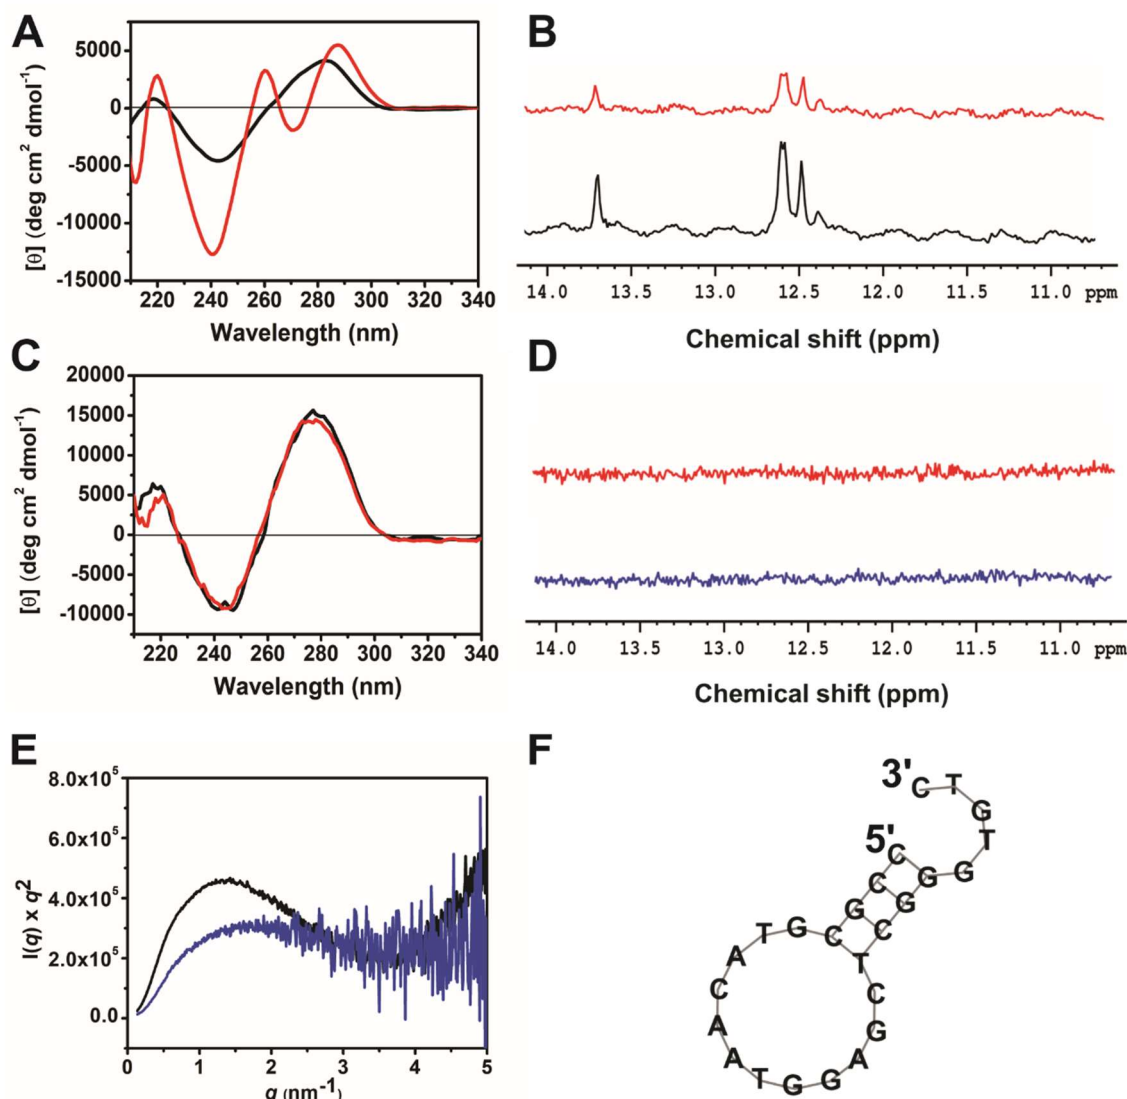 A
5000
0
-5000
-10000
-15000
[θ] (deg cm² dmol⁻¹)
220 240 260 280 300 320 340
Wavelength (nm)
B
14.0 13.5 13.0 12.5 12.0 11.5 11.0 ppm
Chemical shift (ppm)
C
20000
15000
10000
5000
0
-5000
-10000
[θ] (deg cm² dmol⁻¹)
220 240 260 280 300 320 340
Wavelength (nm)
D
14.0 13.5 13.0 12.5 12.0 11.5 11.0 ppm
Chemical shift (ppm)
E
8.0x10⁵
6.0x10⁵
4.0x10⁵
2.0x10⁵
0.0
I(q) x q²
0 1 2 3 4 5
q (nm⁻¹)
F
5'
C
C
G
C
G
T
A
C
A
A
T
G
G
A
G
C
T
C
G
G
G
T
G
T
C
3'